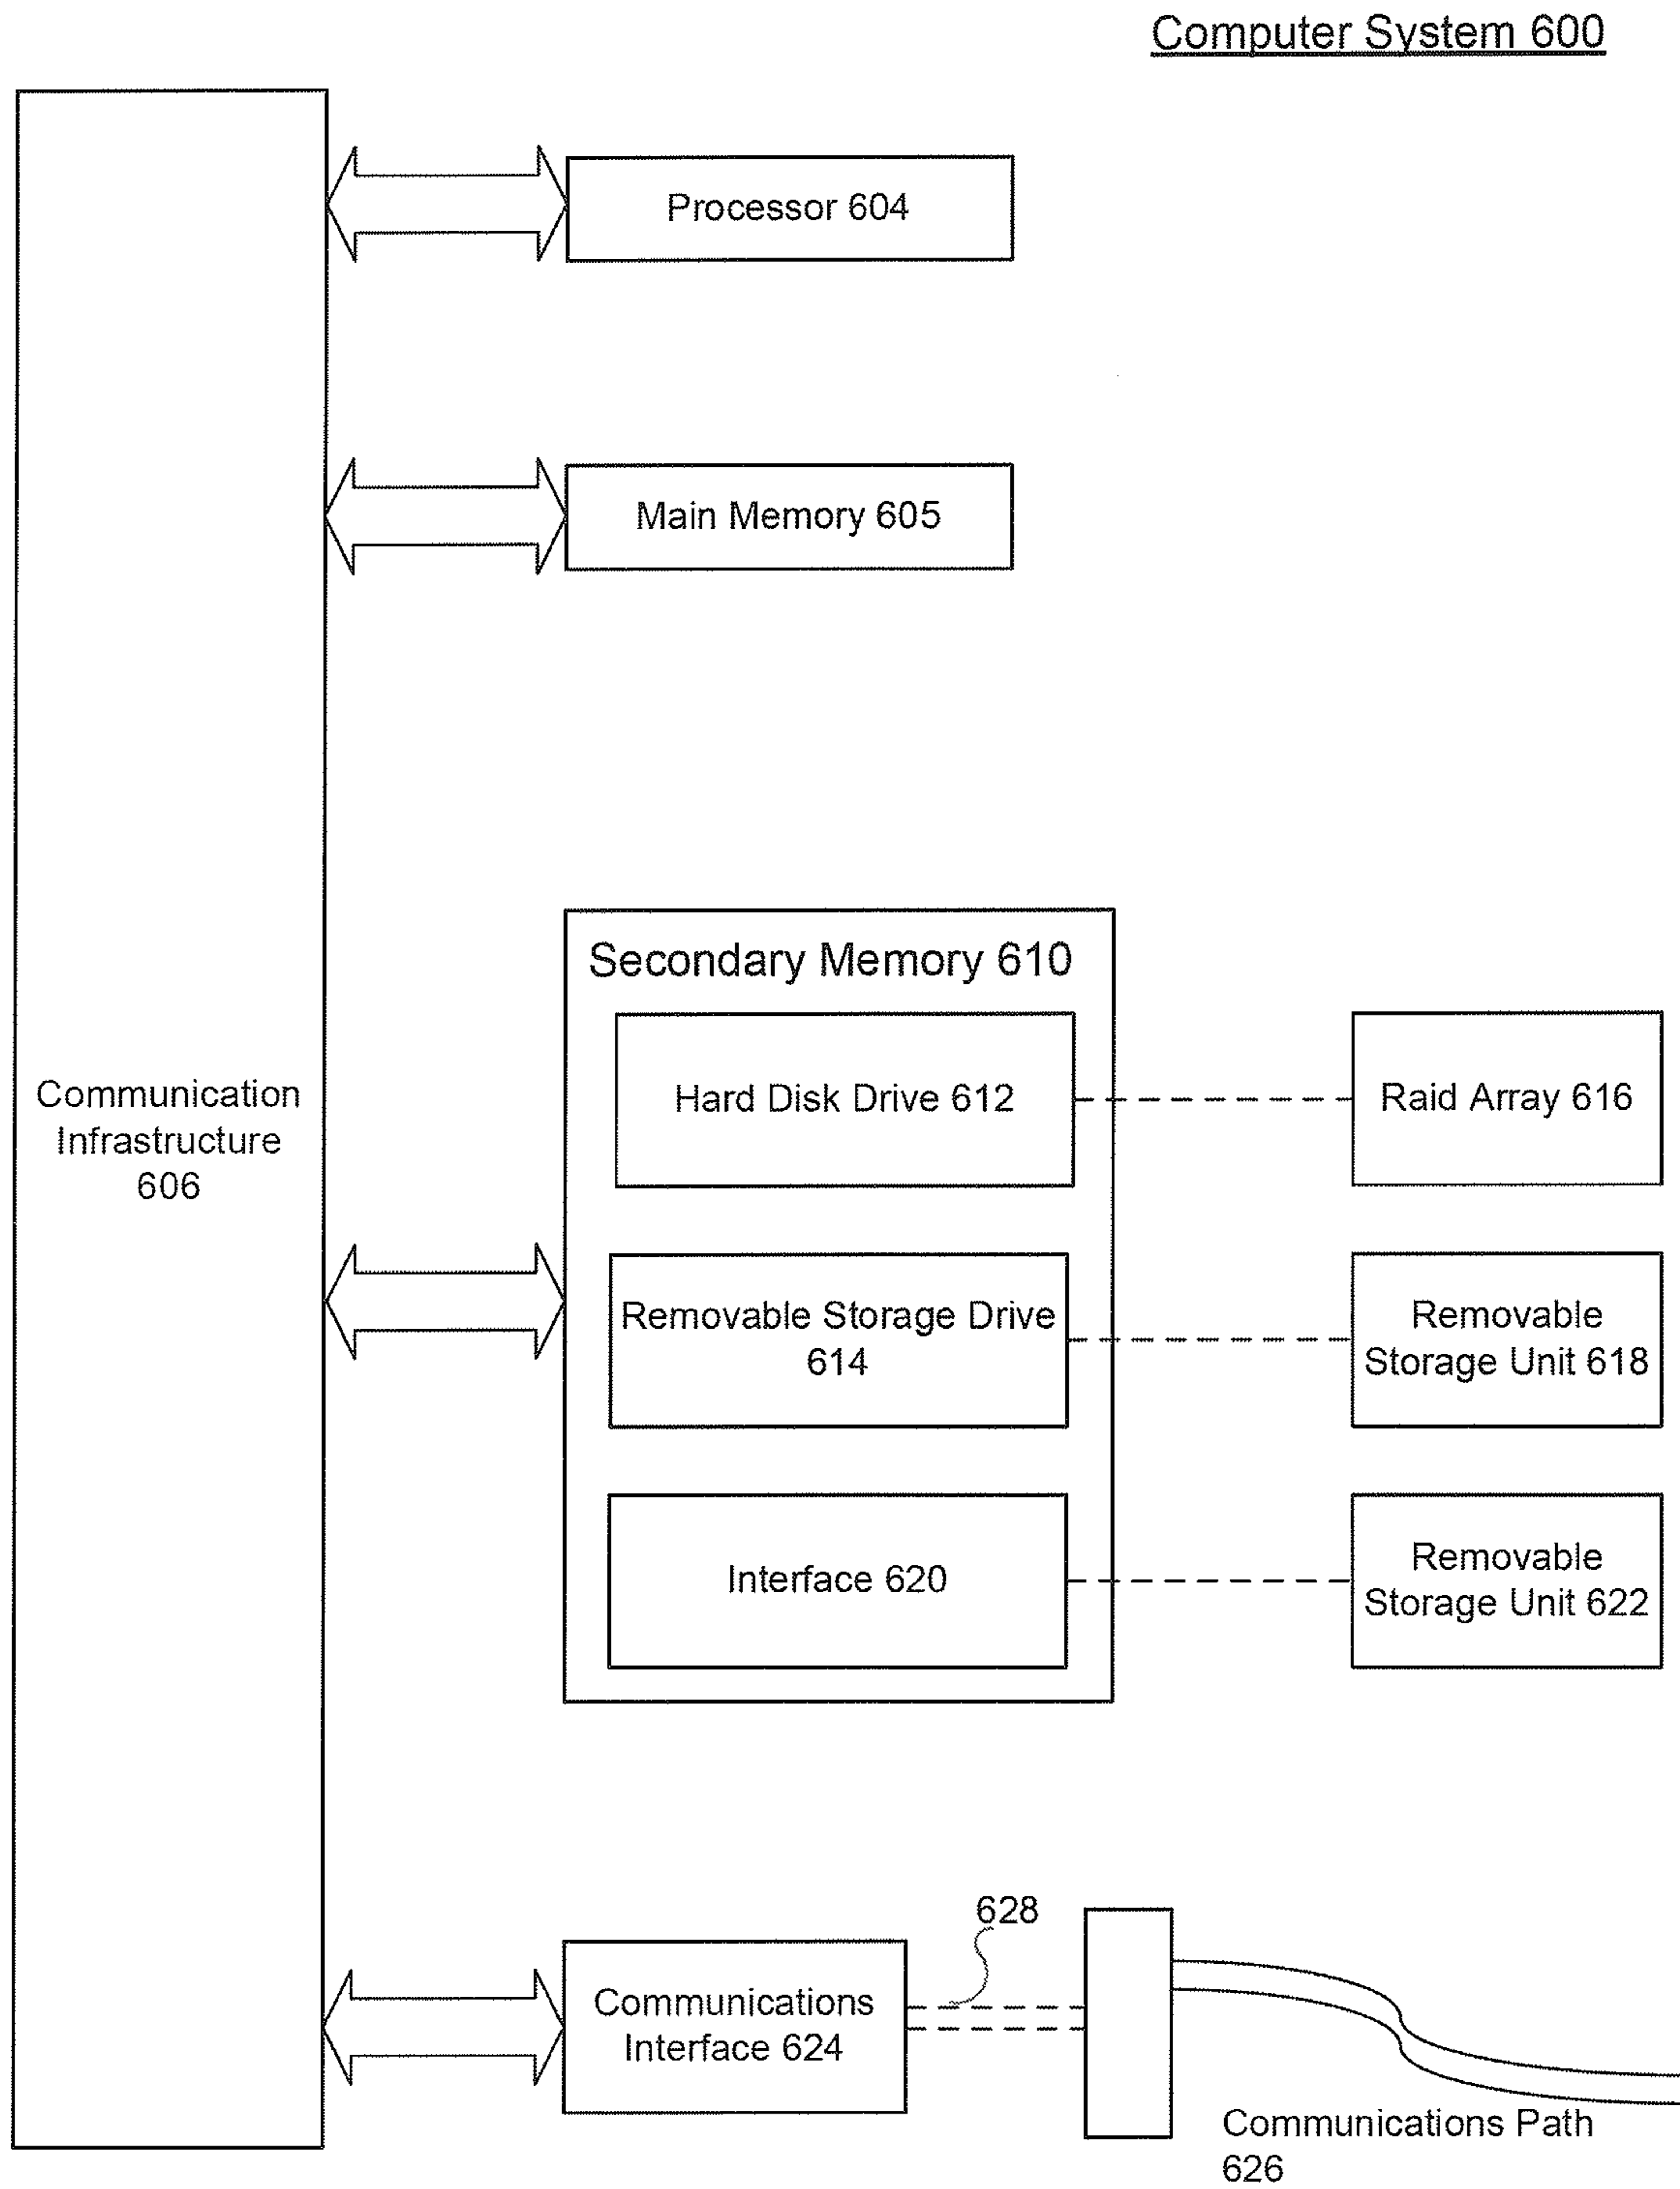 Computer System 600
Processor 604
Main Memory 605
Secondary Memory 610
Hard Disk Drive 612
Raid Array 616
Communication
Infrastructure
606
Removable Storage Drive
614
Removable
Storage Unit 618
Interface 620
Removable
Storage Unit 622
628
Communications
Interface 624
Communications Path
626